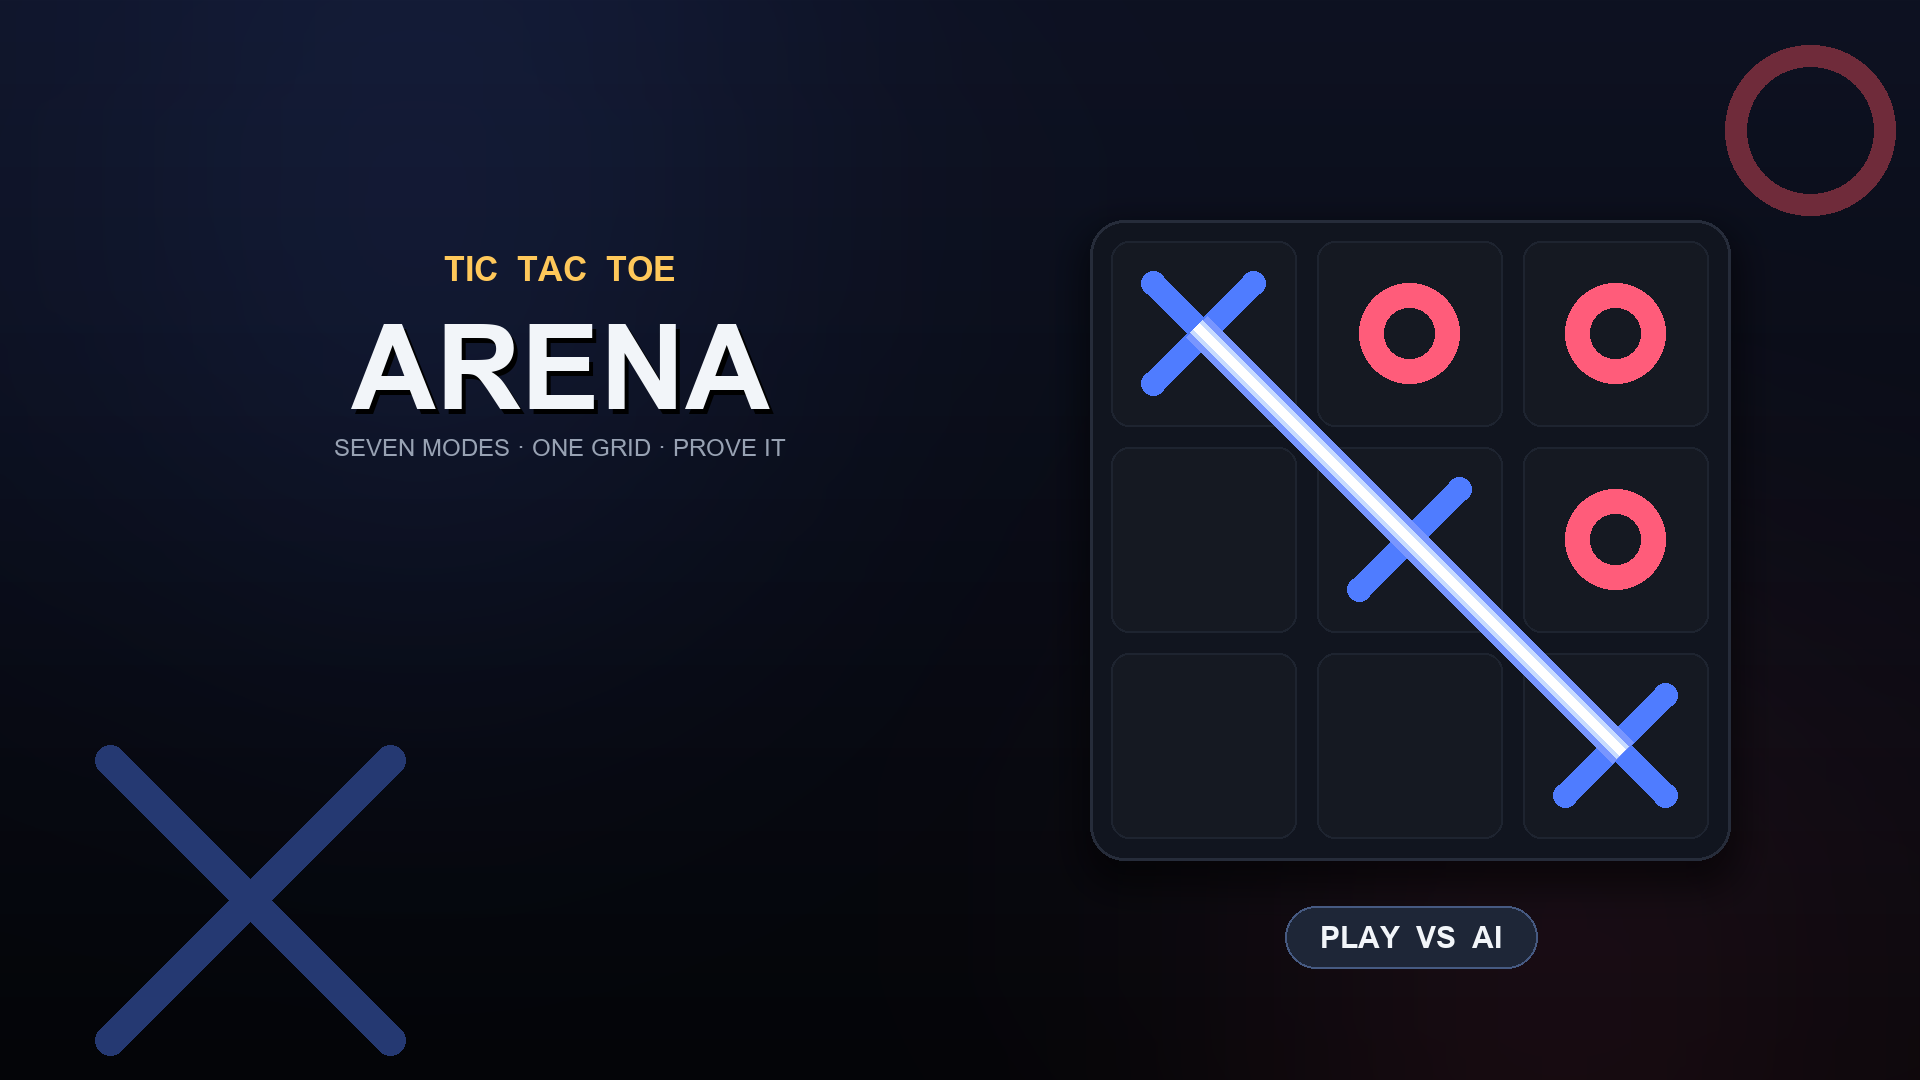 TIC TAC TOE
ARENA
SEVEN MODES · ONE GRID · PROVE IT
PLAY VS AI